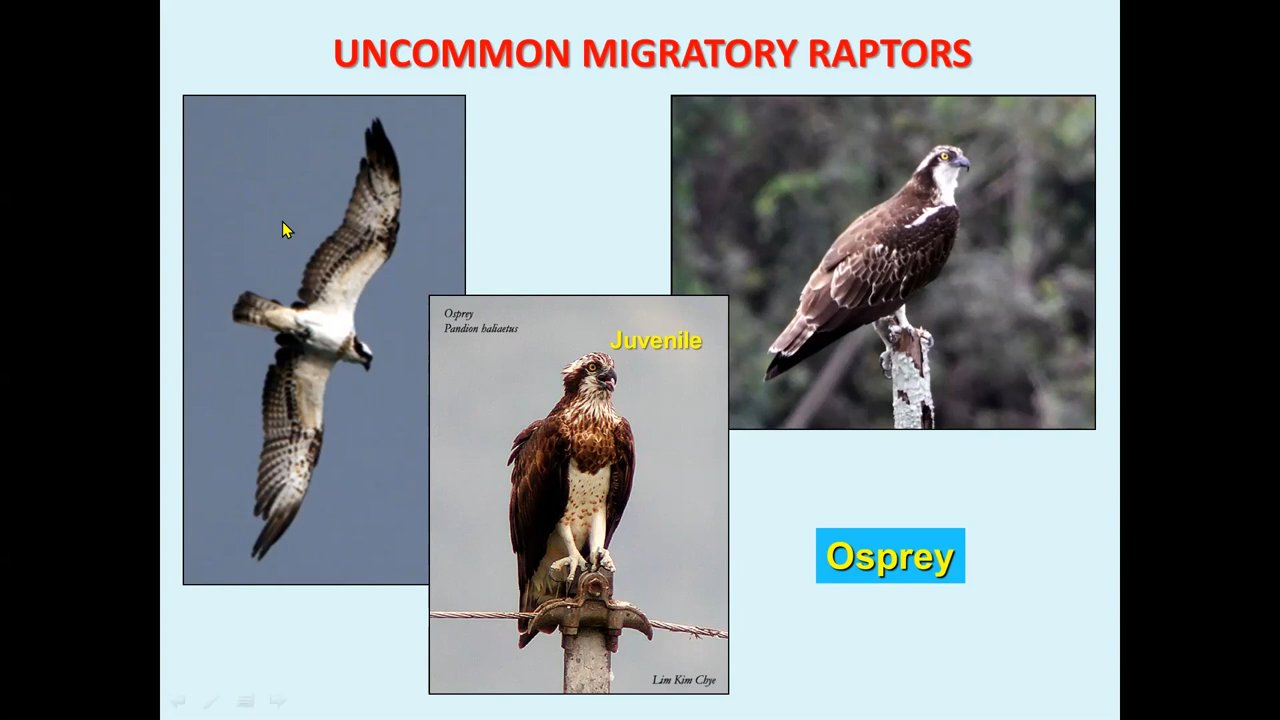 UNCOMMON MIGRATORY RAPTORS
Osprey
Pandion haliaetus
Juvenile
Lim Kim Chye
Osprey